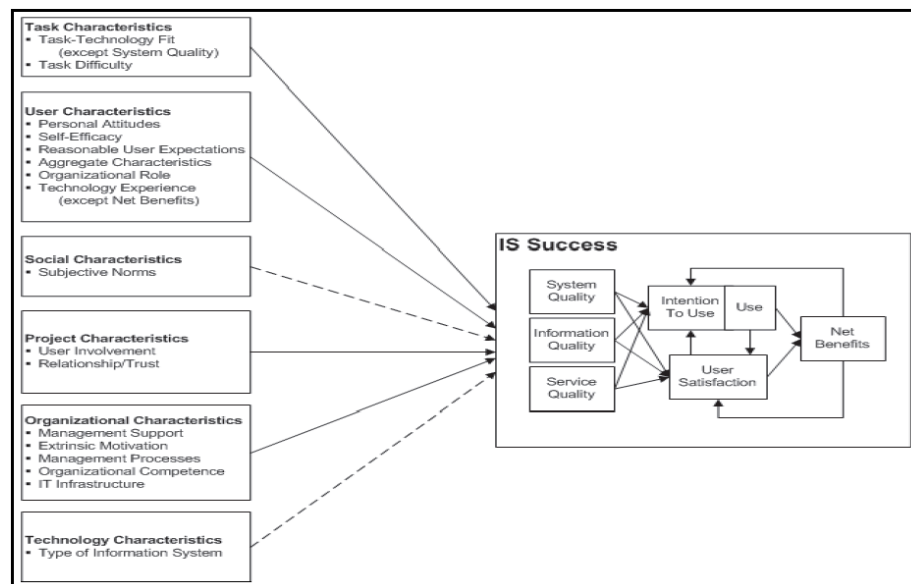 Task Characteristics
▪ Task-Technology Fit
(except System Quality)
▪ Task Difficulty
User Characteristics
▪ Personal Attitudes
▪ Self-Efficacy
▪ Reasonable User Expectations
▪ Aggregate Characteristics
▪ Organizational Role
▪ Technology Experience
(except Net Benefits)
Social Characteristics
▪ Subjective Norms
Project Characteristics
▪ User Involvement
▪ Relationship/Trust
Organizational Characteristics
▪ Management Support
▪ Extrinsic Motivation
▪ Management Processes
▪ Organizational Competence
▪ IT Infrastructure
Technology Characteristics
▪ Type of Information System
IS Success
System
Quality
Information
Quality
Service
Quality
Intention
To Use
Use
User
Satisfaction
Net
Benefits